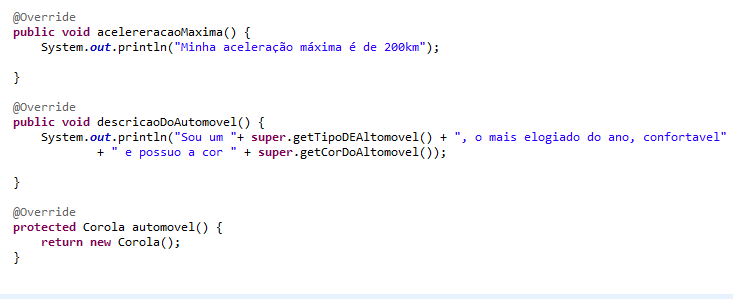 @Override
public void acelereracaoMaxima() {
System.out.println("Minha aceleração máxima é de 200km");
}
@Override
public void descricaoDoAutomovel() {
System.out.println("Sou um "+ super.getTipoDEAltomovel() + ", o mais elogiado do ano, confortavel"
+ " e possuo a cor " + super.getCorDoAltomovel());
}
@Override
protected Corola automovel() {
return new Corola();
}